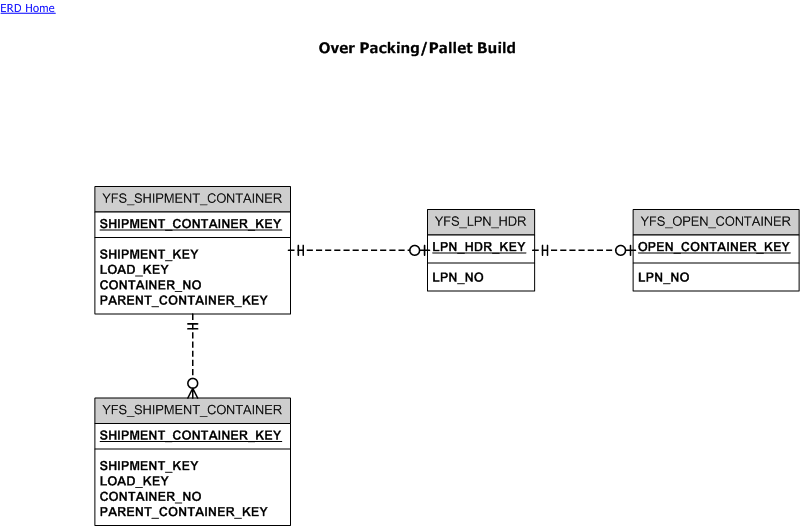 ERD Home
Over Packing/Pallet Build
YFS_SHIPMENT_CONTAINER
SHIPMENT_CONTAINER_KEY
SHIPMENT_KEY
LOAD_KEY
CONTAINER_NO
PARENT_CONTAINER_KEY
YFS_LPN_HDR
LPN_HDR_KEY
LPN_NO
YFS_OPEN_CONTAINER
OPEN_CONTAINER_KEY
LPN_NO
YFS_SHIPMENT_CONTAINER
SHIPMENT_CONTAINER_KEY
SHIPMENT_KEY
LOAD_KEY
CONTAINER_NO
PARENT_CONTAINER_KEY